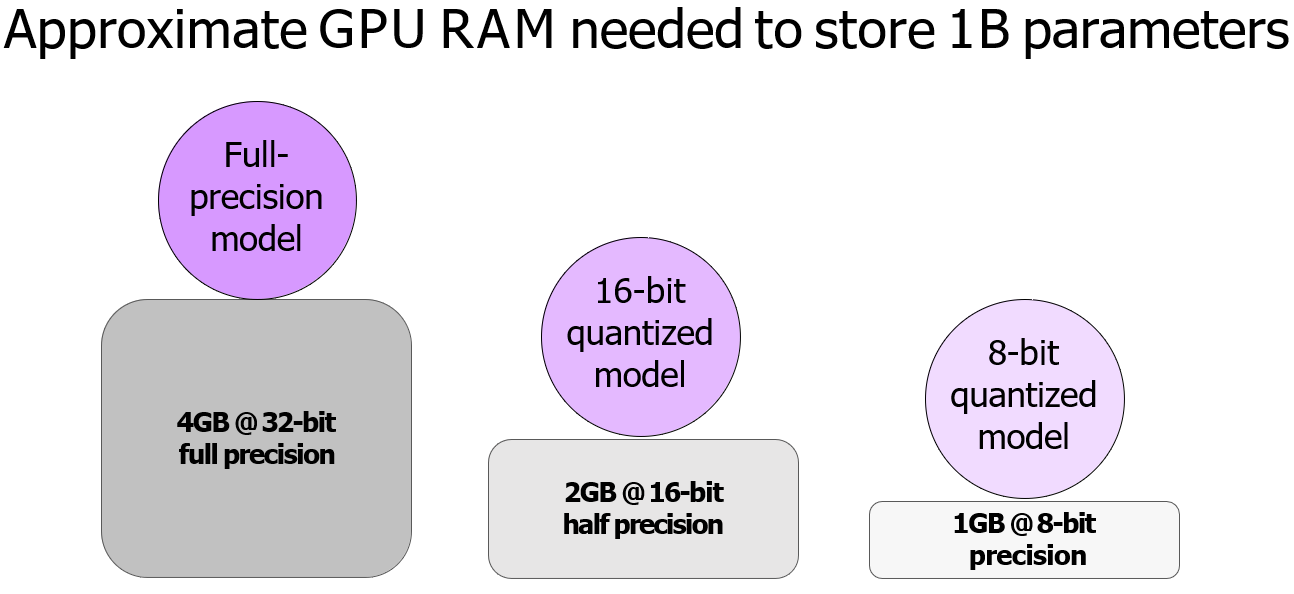 Approximate GPU RAM needed to store 1B parameters
Full-
precision
model
4GB @ 32-bit
full precision
16-bit
quantized
model
2GB @ 16-bit
half precision
8-bit
quantized
model
1GB @ 8-bit
precision